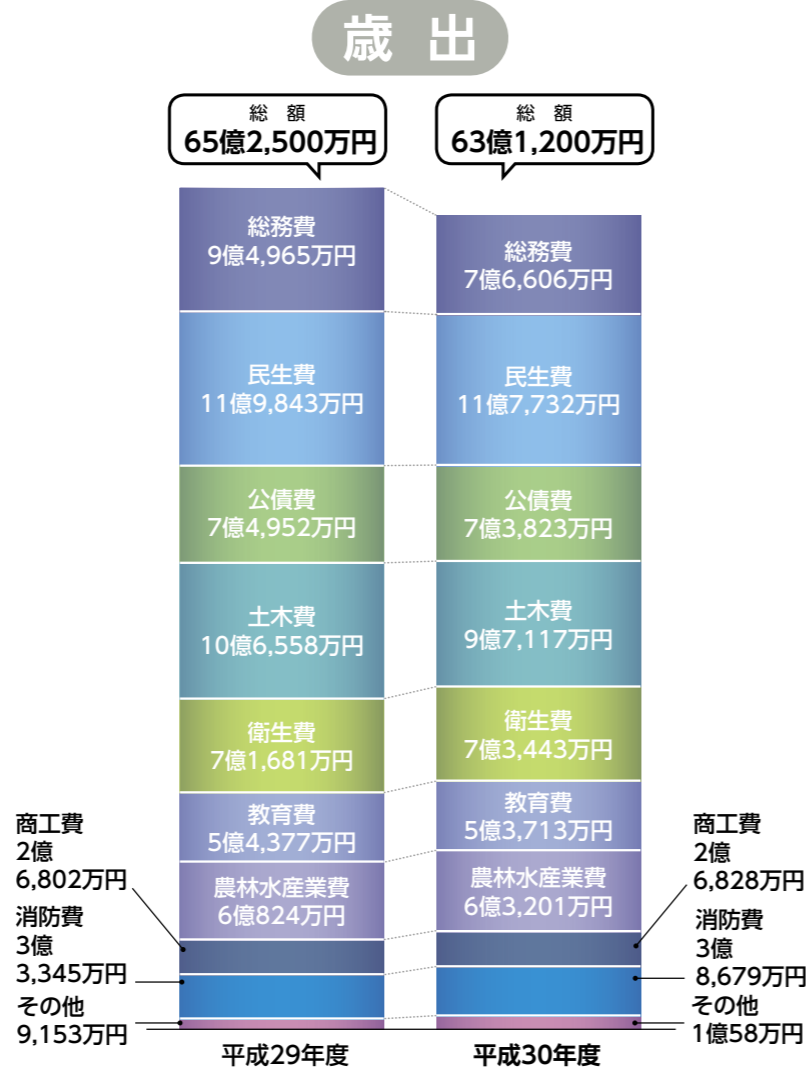 歳出
総額
65億2,500万円
総務費
9億4,965万円
民生費
11億9,843万円
公債費
7億4,952万円
土木費
10億6,558万円
衛生費
7億1,681万円
教育費
5億4,377万円
農林水産業費
6億824万円
商工費
2億
6,802万円
消防費
3億
3,345万円
その他
9,153万円
平成29年度
総額
63億1,200万円
総務費
7億6,606万円
民生費
11億7,732万円
公債費
7億3,823万円
土木費
9億7,117万円
衛生費
7億3,443万円
教育費
5億3,713万円
農林水産業費
6億3,201万円
商工費
2億
6,828万円
消防費
3億
8,679万円
その他
1億58万円
平成30年度